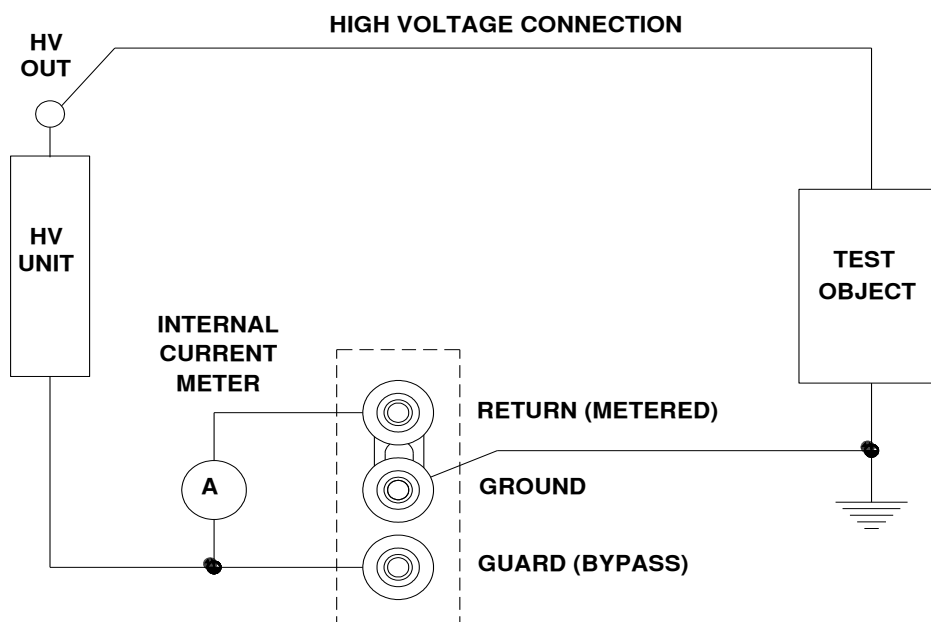 HIGH VOLTAGE CONNECTION
HV
OUT
HV
UNIT
TEST
OBJECT
INTERNAL
CURRENT
METER
RETURN (METERED)
A
GROUND
GUARD (BYPASS)